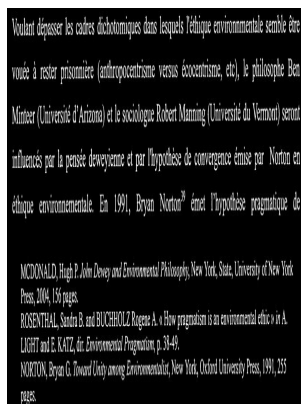 Voulant dépasser les cadres dichotomiques dans lesquels l'éthique environnmentale semble être
vouée à rester prisonnière (anthropocentrisme versus écocentrisme, etc), le philosophe Ben
Minteer (Université d'Arizona) et le sociologue Robert Manning (Université du Vermont) seront
influencés par la pensée deweyienne et par l'hypothèse de convergence émise par Norton en
éthique environnementale. En 1991, Bryan Norton²⁰ émet l'hypothèse pragmatique de
MCDONALD, Hugh P. John Dewey and Environmental Philosophy, New York, State, University of New York
Press, 2004, 156 pages.
ROSENTHAL, Sandra B. and BUCHHOLZ Rogene A. « How pragmatism is an environmental ethic » in A.
LIGHT and E. KATZ, dir. Environmental Pragmatism, p. 38-49.
NORTON, Bryan G. Toward Unity among Environmentalist, New York, Oxford University Press, 1991, 255
pages.